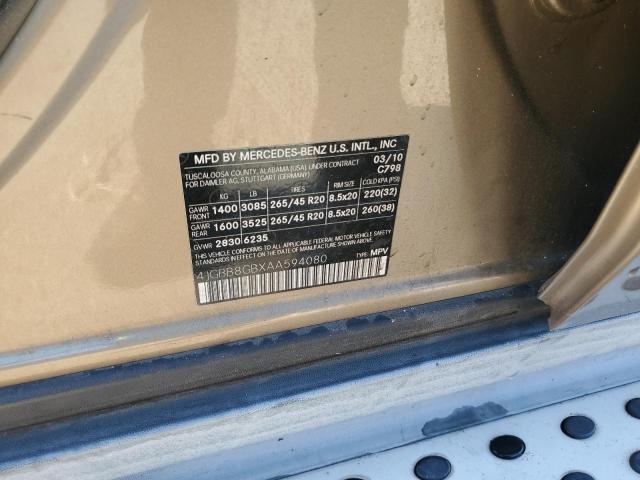 MFD BY MERCEDES-BENZ U.S. INTL., INC
TUSCALOOSA COUNTY, ALABAMA (USA), UNDER CONTRACT 03/10
FOR DAIMLER AG, STUTTGART (GERMANY) C798
KG LB TIRES COLD KPA (PSI)
GAWR FRONT 1400 3085 265/45 R20 8.5x20 220(32)
GAWR REAR 1600 3525 265/45 R20 8.5x20 260(38)
GVWR 2830 6235
THIS VEHICLE CONFORMS TO ALL APPLICABLE FEDERAL MOTOR VEHICLE SAFETY
STANDARDS IN EFFECT ON THE DATE OF MANUFACTURE SHOWN ABOVE.
4JGBB8GBXAA594080 TYPE: MPV